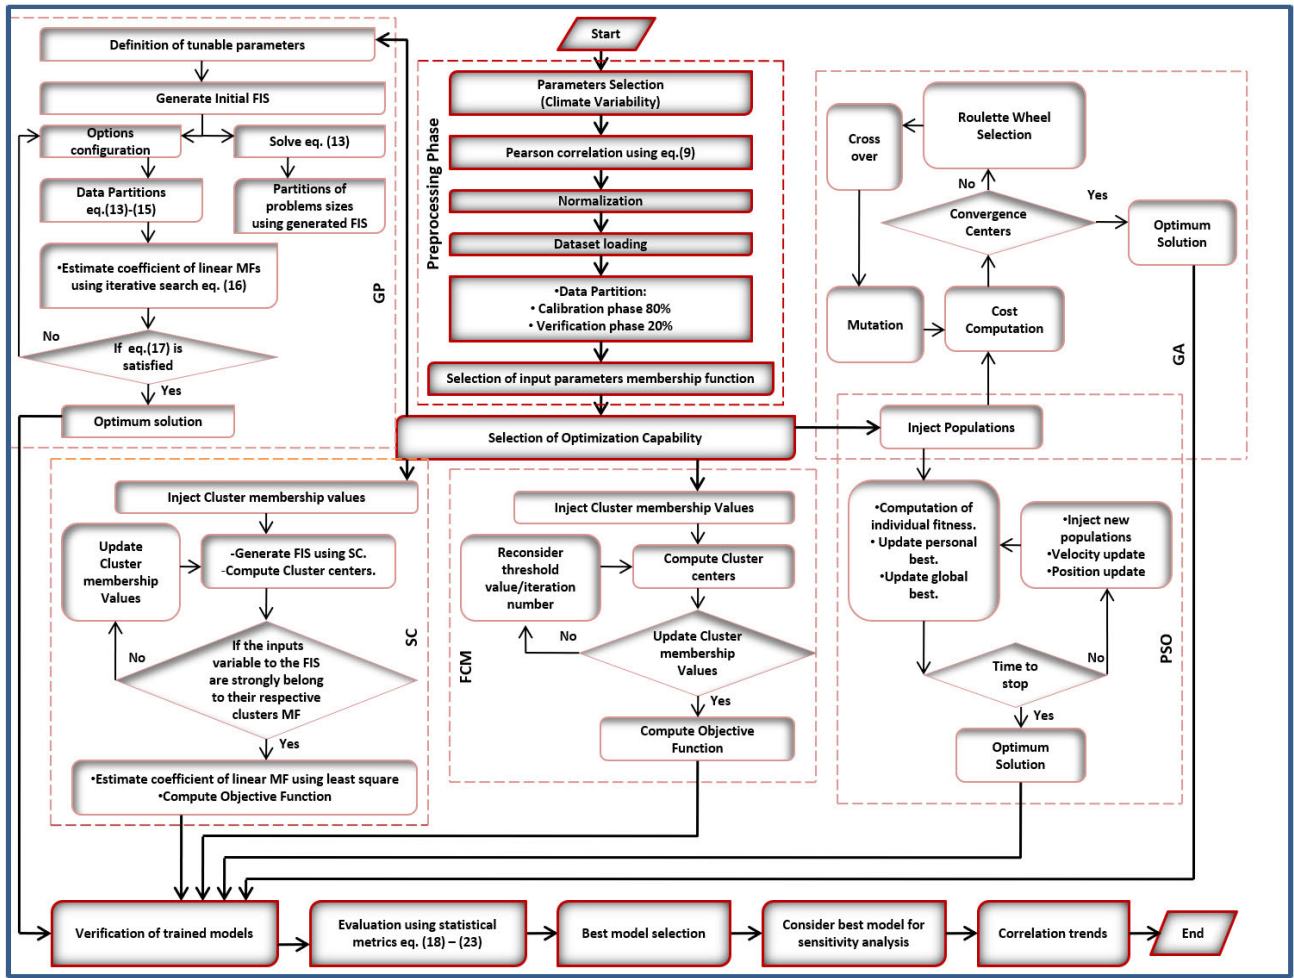 Start
Preprocessing Phase
Parameters Selection
(Climate Variability)
Pearson correlation using eq.(9)
Normalization
Dataset loading
•Data Partition:
• Calibration phase 80%
• Verification phase 20%
Selection of input parameters membership function
Selection of Optimization Capability
GP
Definition of tunable parameters
Generate Initial FIS
Options
configuration
Solve eq. (13)
Data Partitions
eq.(13)-(15)
Partitions of
problems sizes
using generated FIS
•Estimate coefficient of linear MFs
using iterative search eq. (16)
No
If eq.(17) is
satisfied
Yes
Optimum solution
GA
Cross
over
Roulette Wheel
Selection
No
Yes
Convergence
Centers
Optimum
Solution
Mutation
Cost
Computation
Inject Populations
PSO
•Computation of
individual fitness.
• Update personal
best.
•Update global
best.
•Inject new
populations
•Velocity update
•Position update
Time to
stop
No
Yes
Optimum
Solution
SC
Inject Cluster membership values
Update
Cluster
membership
Values
-Generate FIS using SC.
-Compute Cluster centers.
No
If the inputs
variable to the FIS
are strongly belong
to their respective
clusters MF
Yes
•Estimate coefficient of linear MF using least square
•Compute Objective Function
FCM
Inject Cluster membership Values
Reconsider
threshold
value/iteration
number
Compute Cluster
centers
No
Update Cluster
membership
Values
Yes
Compute Objective
Function
Verification of trained models
Evaluation using statistical
metrics eq. (18) – (23)
Best model selection
Consider best model for
sensitivity analysis
Correlation trends
End